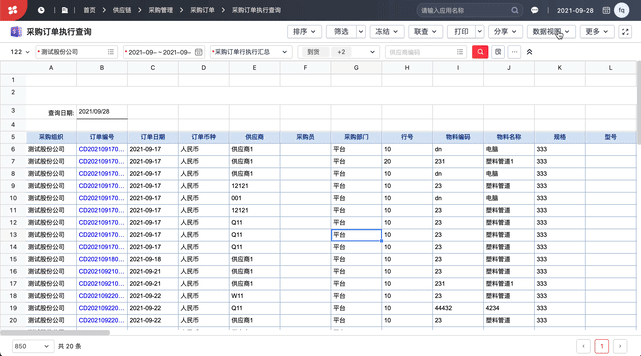 首页 > 供应链 > 采购管理 > 采购订单 > 采购订单执行查询 请输入应用名称 2021-09-28 fq
采购订单执行查询 排序 筛选 冻结 联查 打印 分享 数据视图 更多
122 * 测试股份公司 * 2021-09-- ~ 2021-09-- * 采购订单执行汇总 到货 +2 供应商编码
A B C D E F G H I J K L
1
2
3 查询日期: 2021/09/28
4
5 采购组织 订单编号 订单日期 订单币种 供应商 采购员 采购部门 行号 物料编码 物料名称 规格 型号
6 测试股份公司 CD202109170... 2021-09-17 人民币 供应商1 平台 10 dn 电脑 333
7 测试股份公司 CD202109170... 2021-09-17 人民币 供应商1 平台 20 231 塑料管道1 333
8 测试股份公司 CD202109170... 2021-09-17 人民币 供应商1 平台 10 dn 电脑 333
9 测试股份公司 CD202109170... 2021-09-17 人民币 12121 平台 10 23 塑料管道 333
10 测试股份公司 CD202109170... 2021-09-17 人民币 001 平台 10 dn 电脑 333
11 测试股份公司 CD202109170... 2021-09-17 人民币 12121 平台 10 23 塑料管道 333
12 测试股份公司 CD202109170... 2021-09-17 人民币 Q11 平台 10 23 塑料管道 333
13 测试股份公司 CD202109170... 2021-09-17 人民币 Q11 平台 10 23 塑料管道 333
14 测试股份公司 CD202109170... 2021-09-17 人民币 Q11 平台 10 23 塑料管道 333
15 测试股份公司 CD202109180... 2021-09-18 人民币 供应商1 平台 10 23 塑料管道 333
16 测试股份公司 CD202109210... 2021-09-21 人民币 供应商1 平台 10 23 塑料管道 333
17 测试股份公司 CD202109210... 2021-09-21 人民币 供应商1 平台 10 231 塑料管道1 333
18 测试股份公司 CD202109220... 2021-09-22 人民币 W11 平台 10 23 塑料管道 333
19 测试股份公司 CD202109220... 2021-09-22 人民币 Q11 平台 10 44432 4234 333
20 测试股份公司 CD202109220... 2021-09-22 人民币 供应商1 平台 10 23 塑料管道 333
850 共 20 条 1